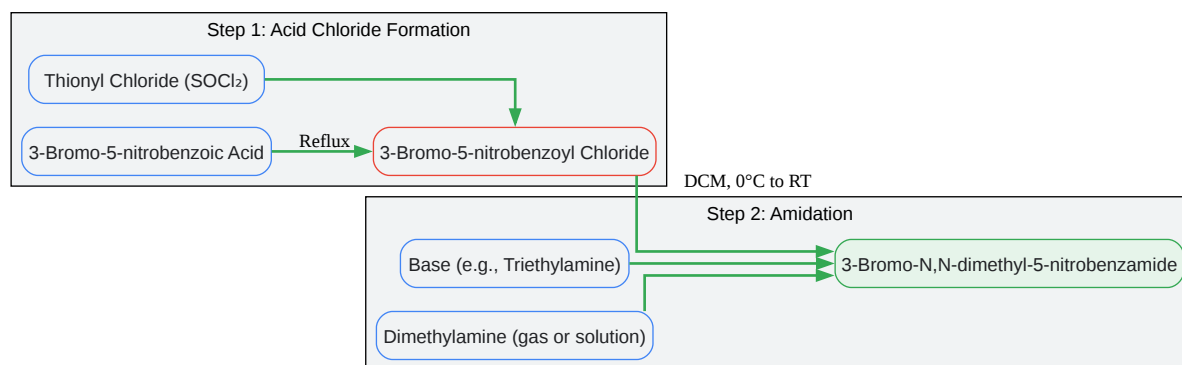 Step 1: Acid Chloride Formation
Thionyl Chloride (SOCl₂)
3-Bromo-5-nitrobenzoic Acid
Reflux
3-Bromo-5-nitrobenzoyl Chloride
DCM, 0°C to RT
Step 2: Amidation
Base (e.g., Triethylamine)
3-Bromo-N,N-dimethyl-5-nitrobenzamide
Dimethylamine (gas or solution)